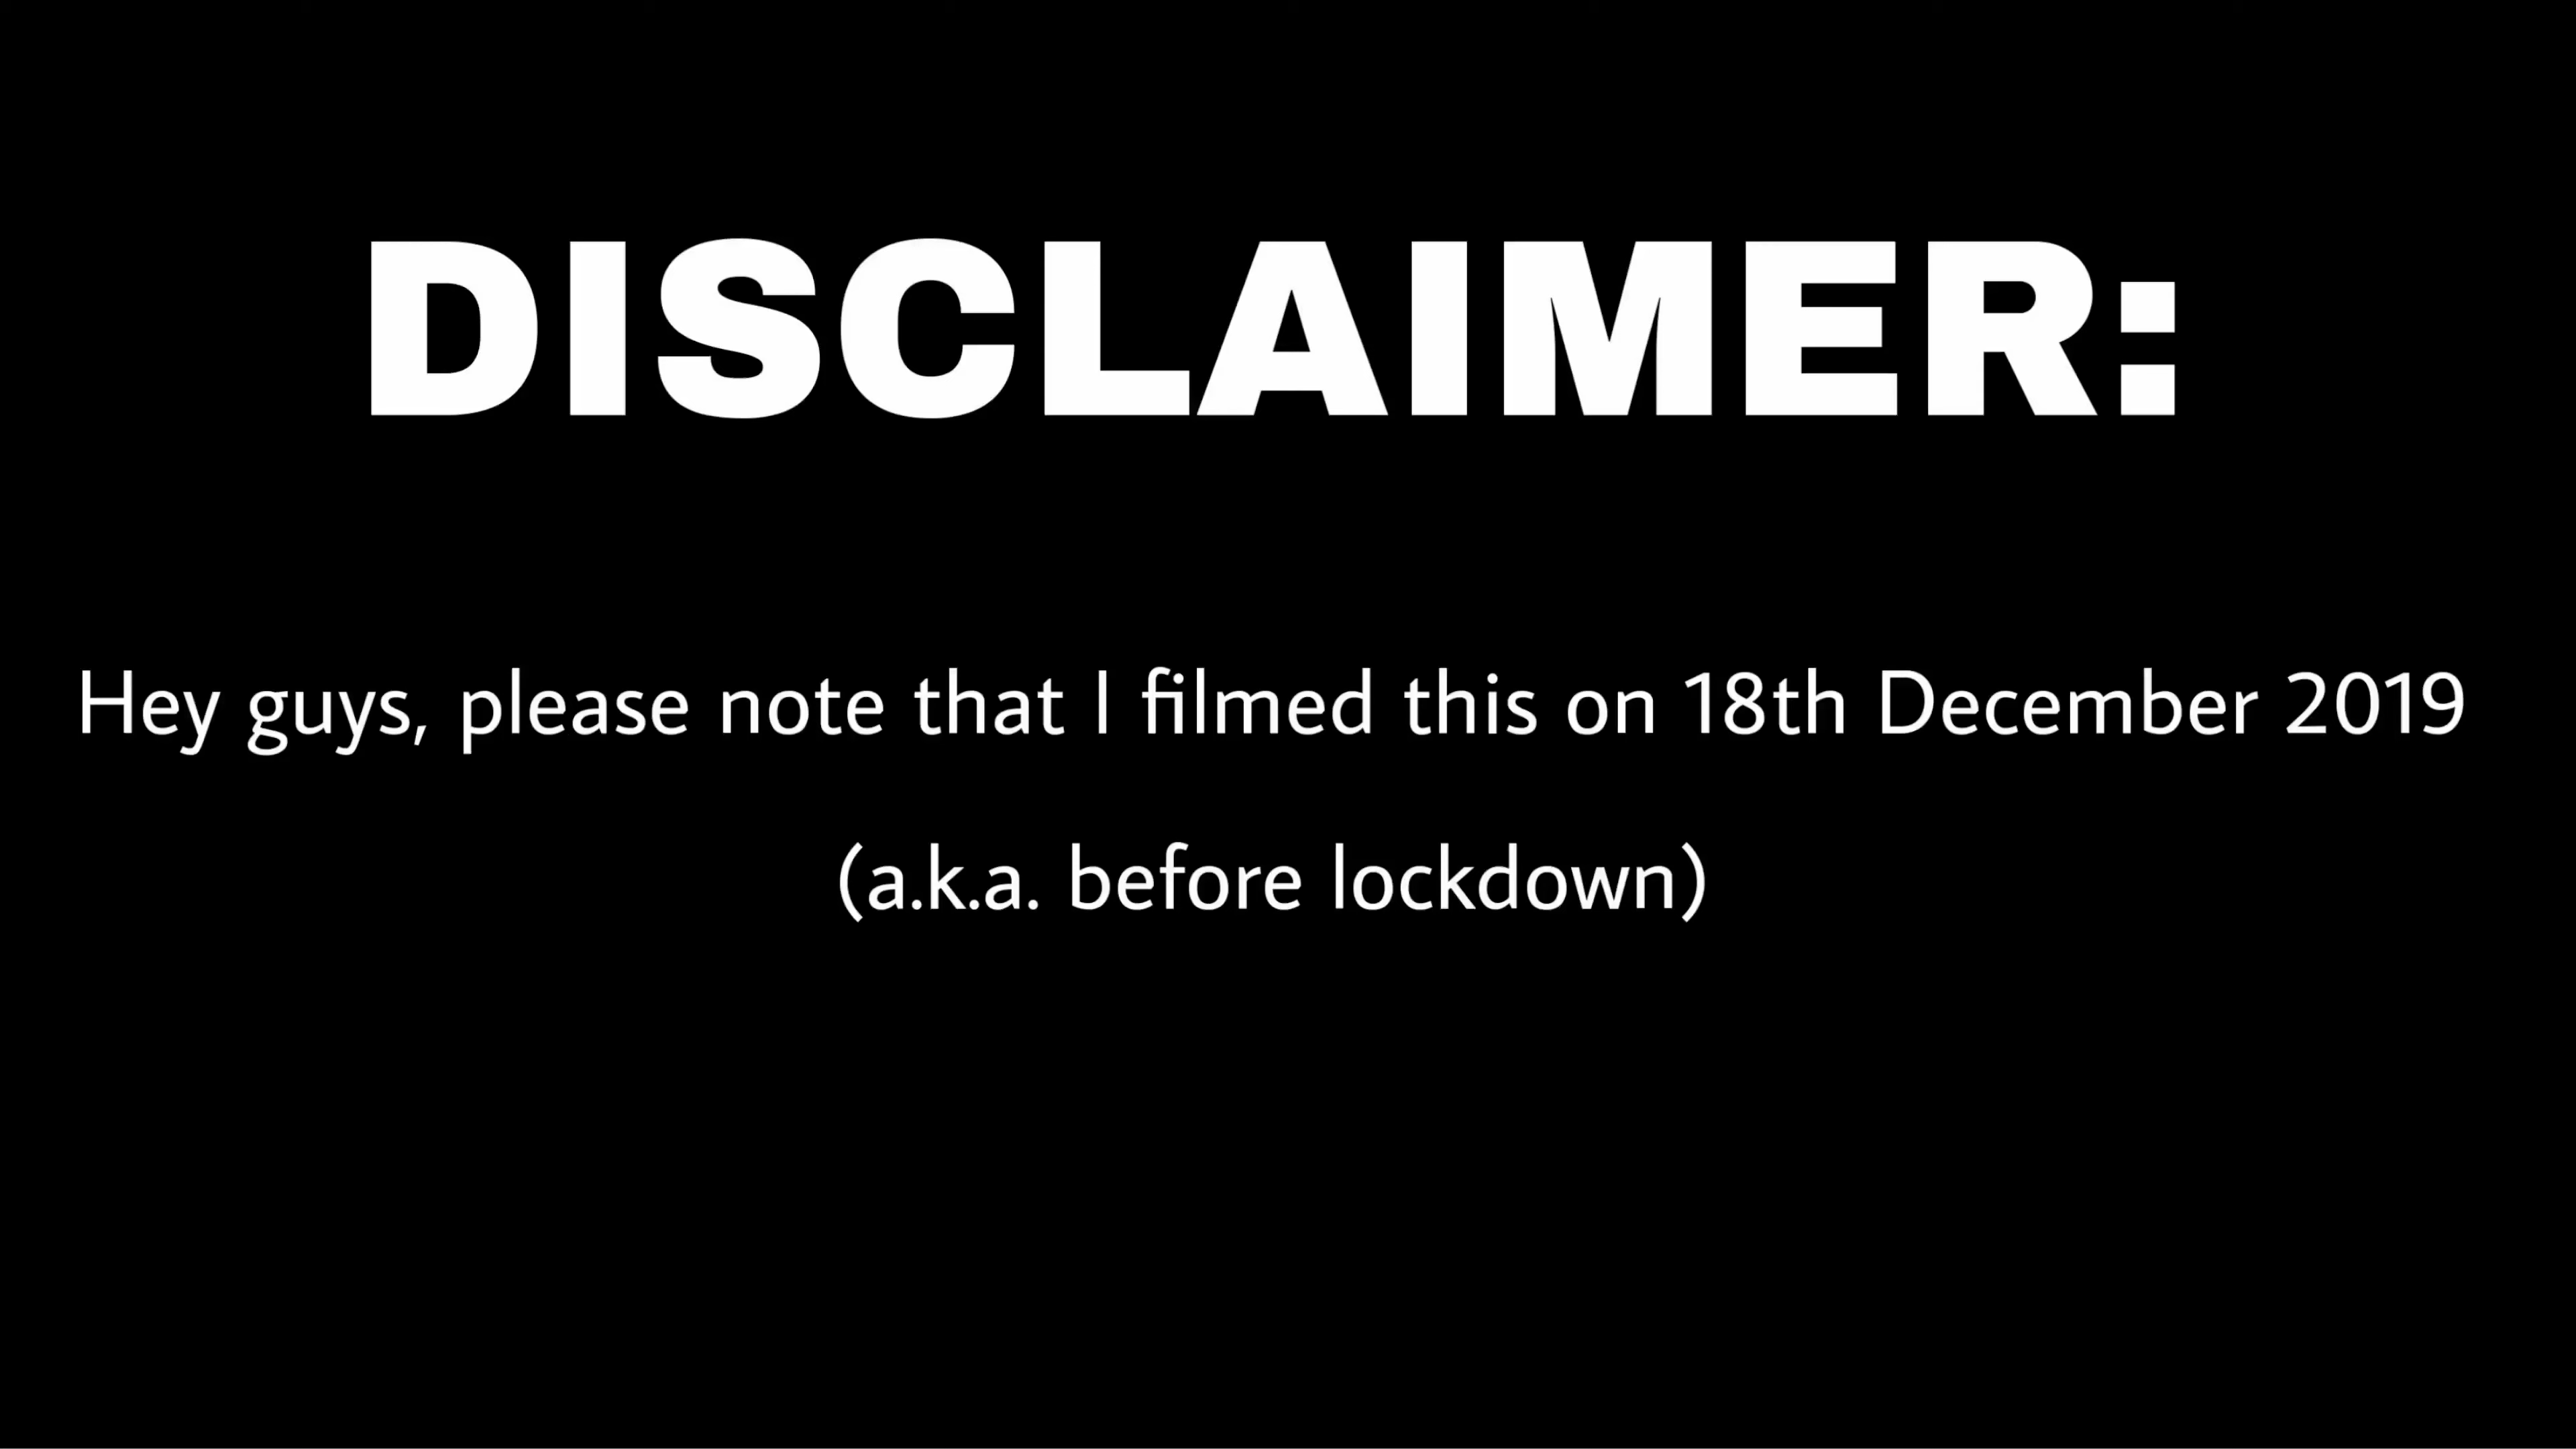 DISCLAIMER:
Hey guys, please note that I filmed this on 18th December 2019
(a.k.a. before lockdown)